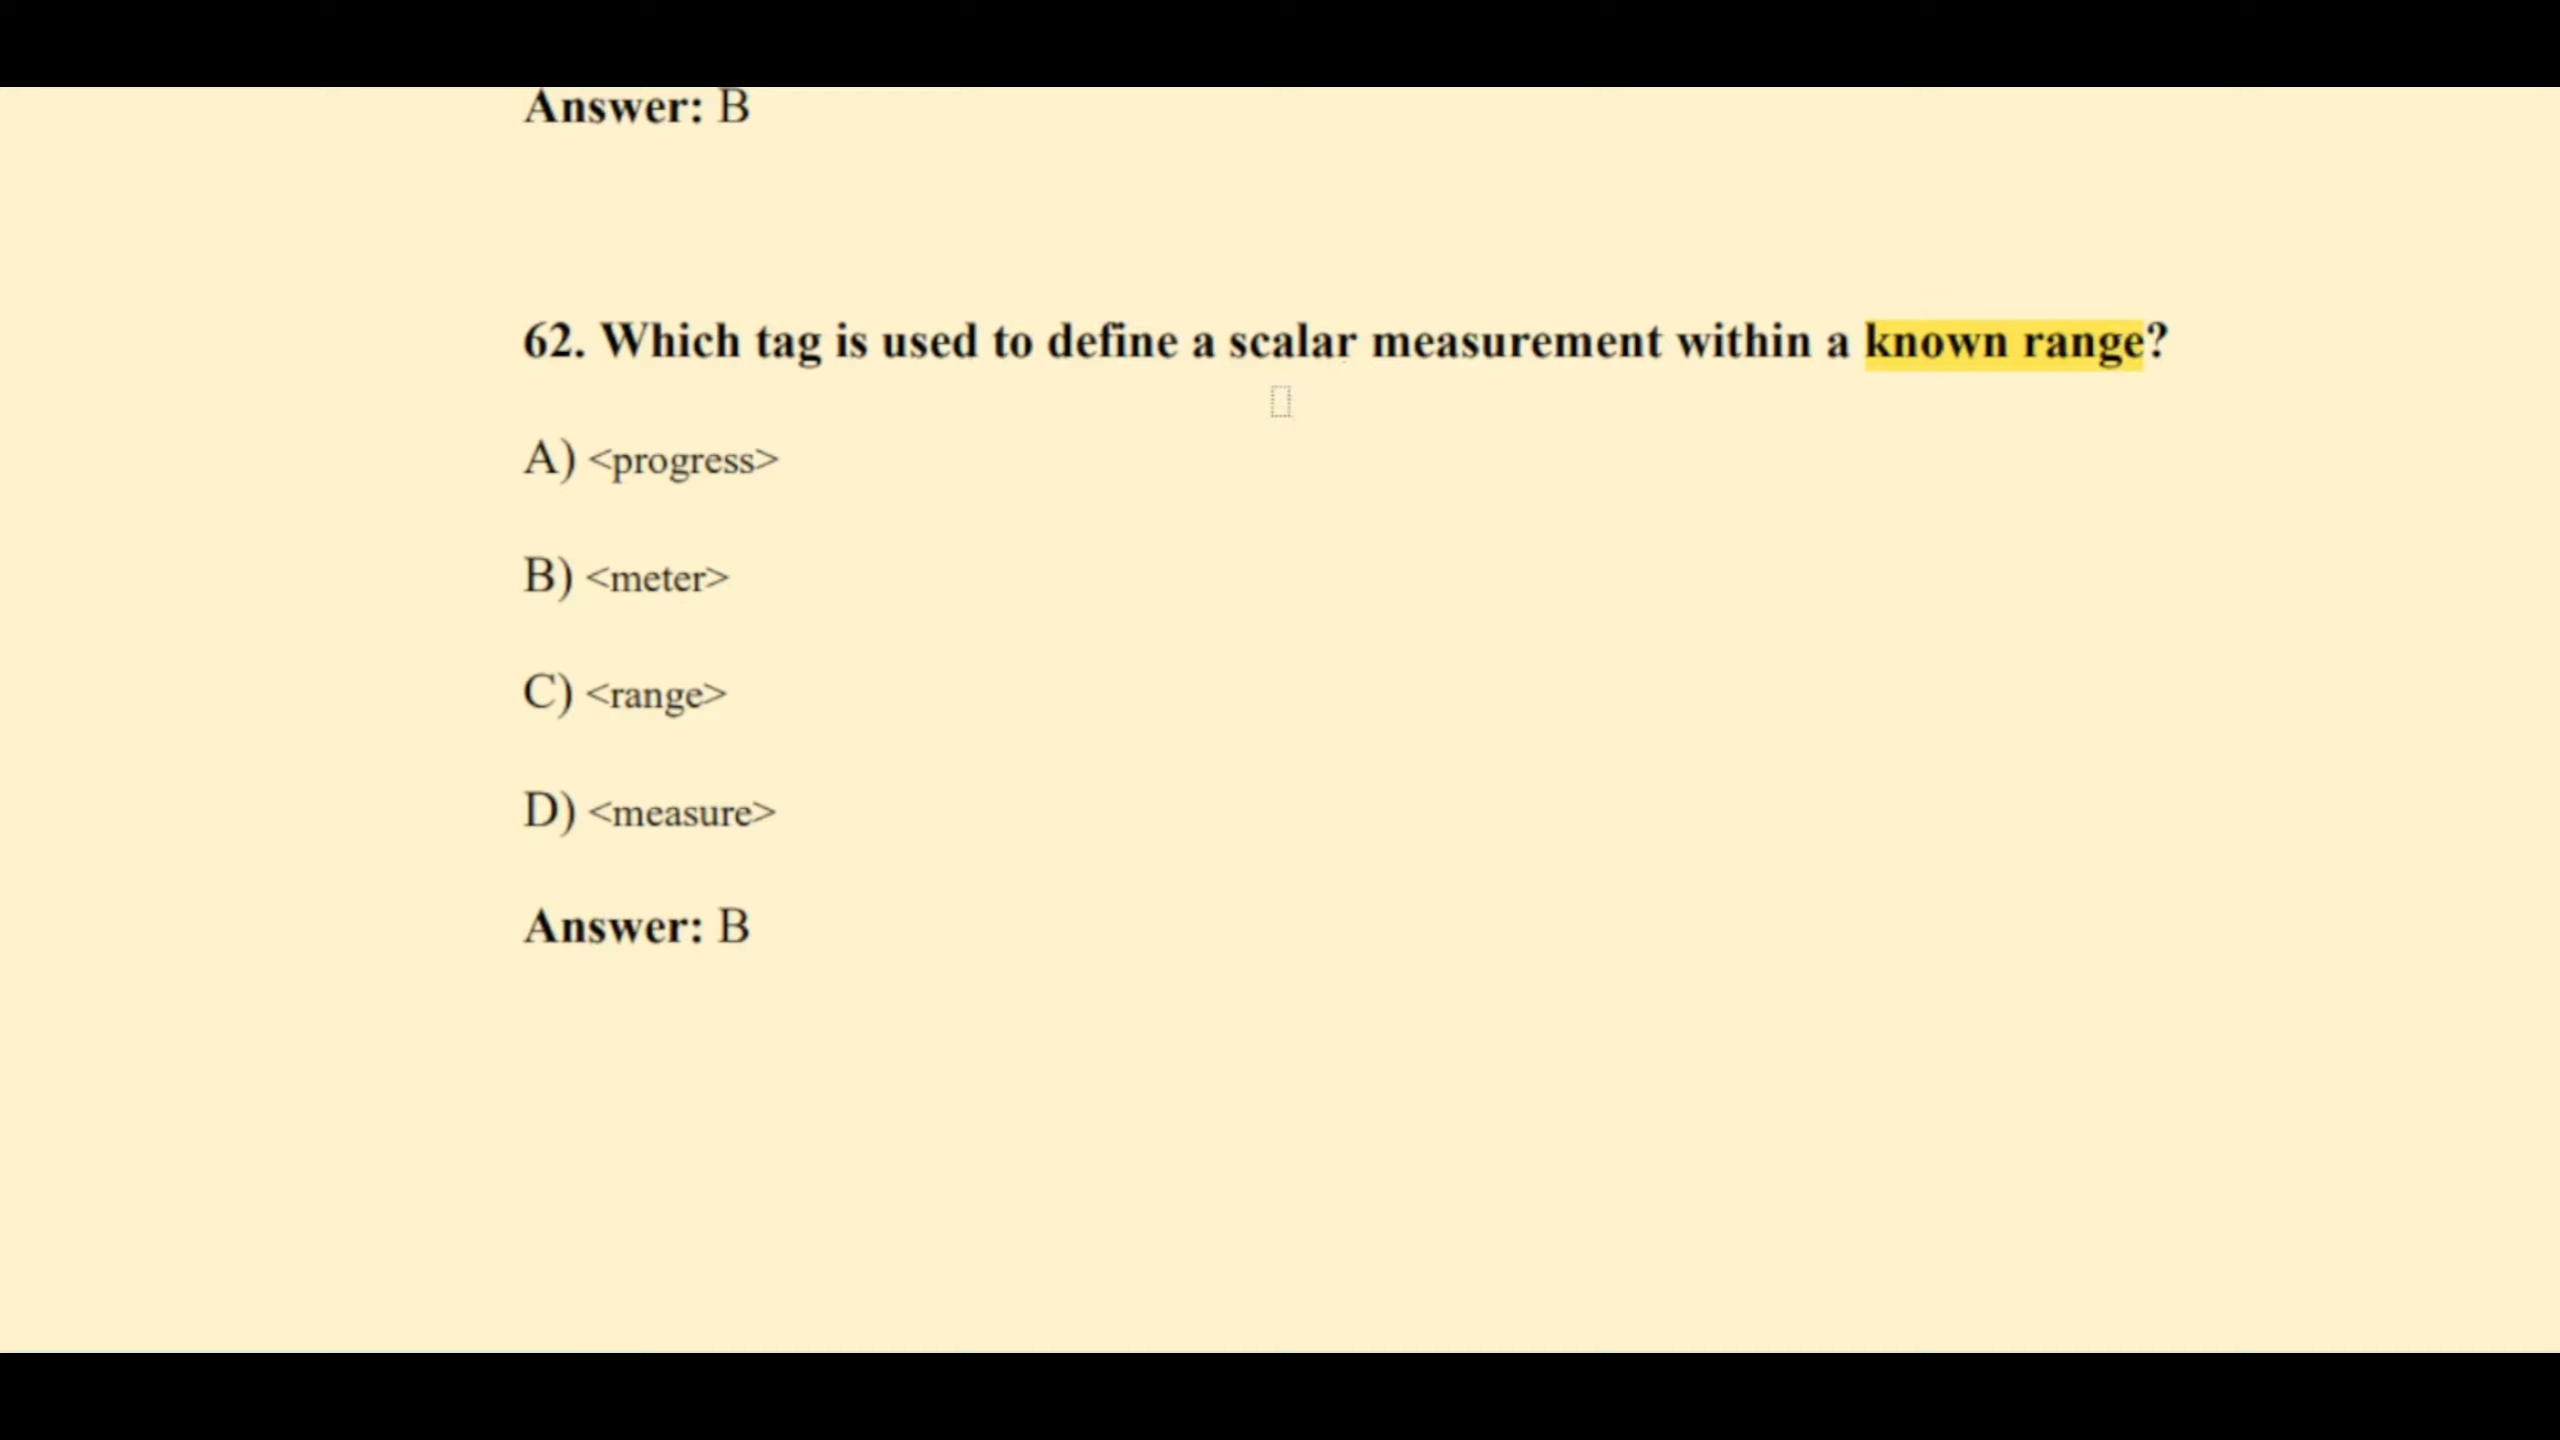 Answer: B
62. Which tag is used to define a scalar measurement within a known range?
A) <progress>
B) <meter>
C) <range>
D) <measure>
Answer: B